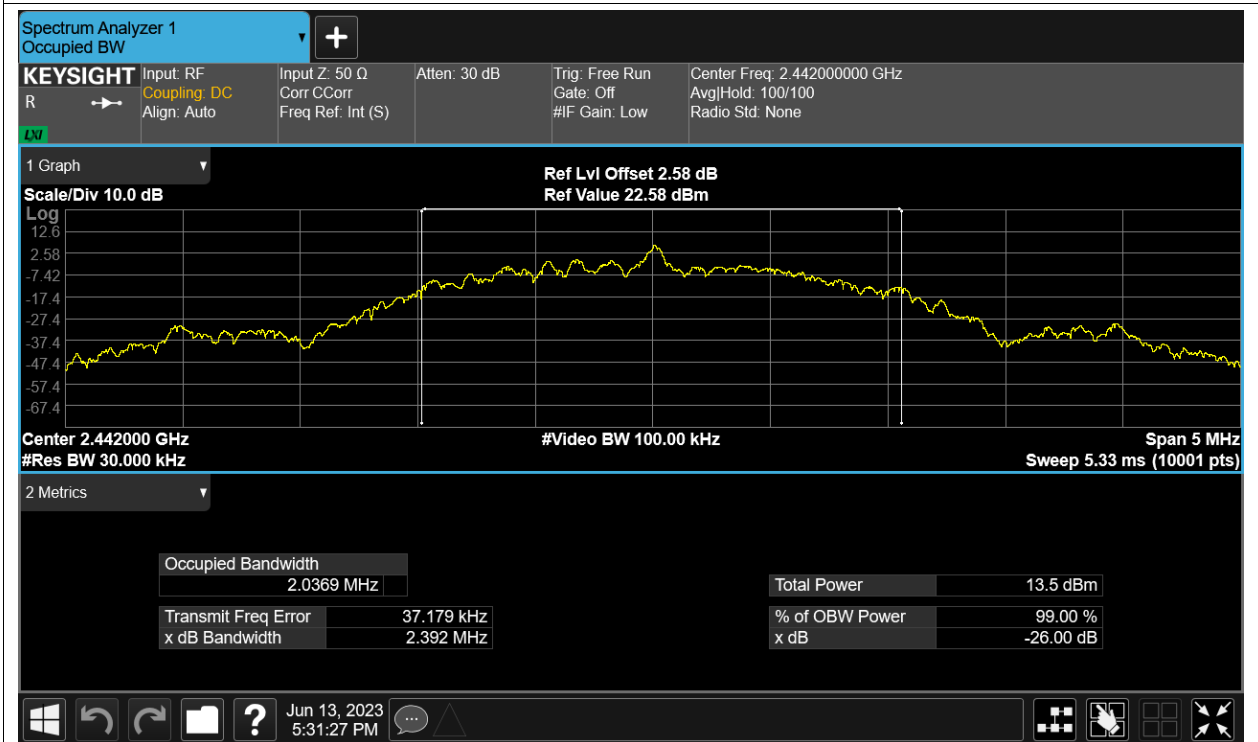 Spectrum Analyzer 1
Occupied BW
KEYSIGHT
R
LXI
Input: RF
Coupling: DC
Align: Auto
Input Z: 50 Ω
Corr CCorr
Freq Ref: Int (S)
Atten: 30 dB
Trig: Free Run
Gate: Off
#IF Gain: Low
Center Freq: 2.442000000 GHz
Avg|Hold: 100/100
Radio Std: None
1 Graph
Scale/Div 10.0 dB
Ref Lvl Offset 2.58 dB
Ref Value 22.58 dBm
Log
12.6
2.58
-7.42
-17.4
-27.4
-37.4
-47.4
-57.4
-67.4
Center 2.442000 GHz
#Res BW 30.000 kHz
#Video BW 100.00 kHz
Span 5 MHz
Sweep 5.33 ms (10001 pts)
2 Metrics
Occupied Bandwidth
2.0369 MHz
Transmit Freq Error 37.179 kHz
x dB Bandwidth 2.392 MHz
Total Power 13.5 dBm
% of OBW Power 99.00 %
x dB -26.00 dB
Jun 13, 2023
5:31:27 PM